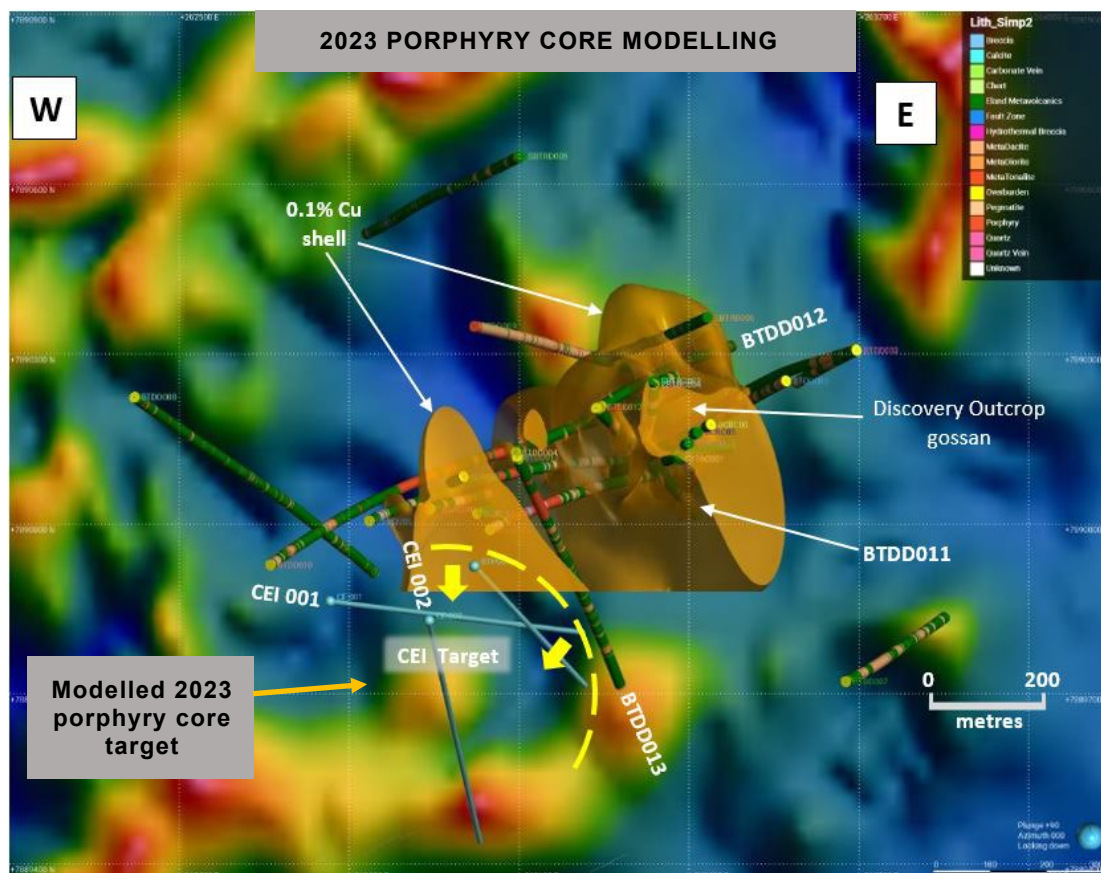 2023 PORPHYRY CORE MODELLING
W
E
Lith_Simp2
Breccia
Calcite
Carbonate Vein
Chert
Eland Metavolcanics
Fault Zone
Hydrothermal Breccia
MetaDacite
MetaDiorite
MetaTonalite
Overburden
Pegmatite
Porphyry
Quartz
Quartz Vein
Unknown
0.1% Cu
shell
BTDD012
Discovery Outcrop
gossan
BTDD011
CEI 001
CEI 002
CEI Target
BTDD013
Modelled 2023
porphyry core
target
0 200
metres
Plunge +90
Azimuth 000
Looking down